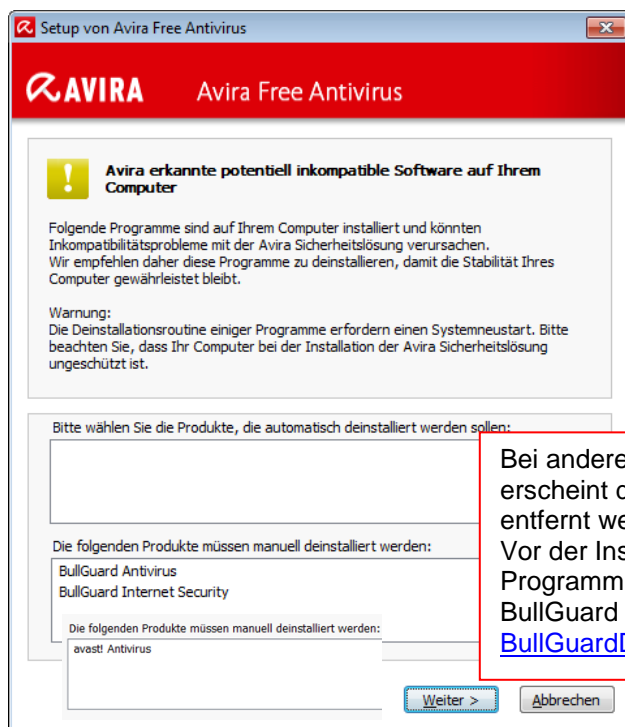 Setup von Avira Free Antivirus
AVIRA Avira Free Antivirus
Avira erkannte potentiell inkompatible Software auf Ihrem
Computer
Folgende Programme sind auf Ihrem Computer installiert und könnten
Inkompatibilitätsprobleme mit der Avira Sicherheitslösung verursachen.
Wir empfehlen daher diese Programme zu deinstallieren, damit die Stabilität Ihres
Computer gewährleistet bleibt.
Warnung:
Die Deinstallationsroutine einiger Programme erfordern einen Systemneustart. Bitte
beachten Sie, dass Ihr Computer bei der Installation der Avira Sicherheitslösung
ungeschützt ist.
Bitte wählen Sie die Produkte, die automatisch deinstalliert werden sollen:
Die folgenden Produkte müssen manuell deinstalliert werden:
BullGuard Antivirus
BullGuard Internet Security
Die folgenden Produkte müssen manuell deinstalliert werden:
avast! Antivirus
Bei andere
erscheint d
entfernt we
Vor der Ins
Programm
BullGuard
BullGuardD
Weiter >
Abbrechen